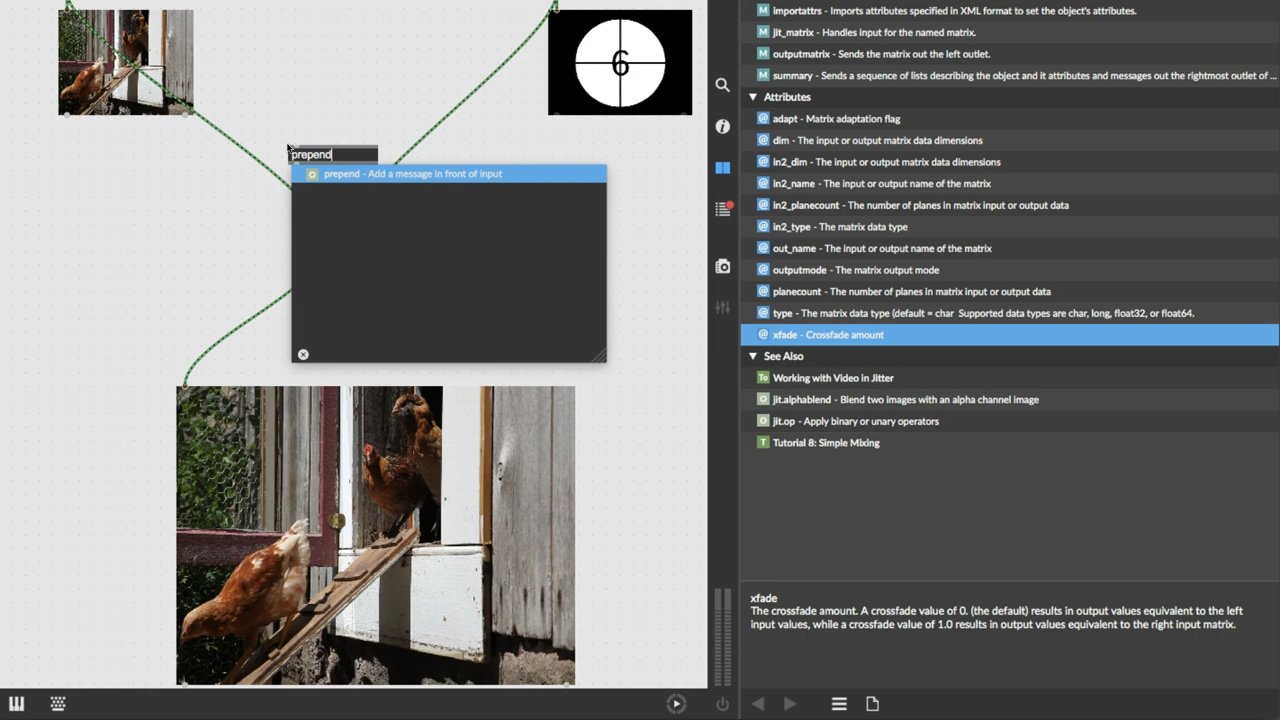 6
prepend
prepend - Add a message in front of input
importattrs - Imports attributes specified in XML format to set the object's attributes.
jit_matrix - Handles input for the named matrix.
outputmatrix - Sends the matrix out the left outlet.
summary - Sends a sequence of lists describing the object and it attributes and messages out the rightmost outlet of ...
Attributes
adapt - Matrix adaptation flag
dim - The input or output matrix data dimensions
in2_dim - The input or output matrix data dimensions
in2_name - The input or output name of the matrix
in2_planecount - The number of planes in matrix input or output data
in2_type - The matrix data type
out_name - The input or output name of the matrix
outputmode - The matrix output mode
planecount - The number of planes in matrix input or output data
type - The matrix data type (default = char Supported data types are char, long, float32, or float64.
xfade - Crossfade amount
See Also
Working with Video in Jitter
jit.alphablend - Blend two images with an alpha channel image
jit.op - Apply binary or unary operators
Tutorial 8: Simple Mixing
xfade
The crossfade amount. A crossfade value of 0. (the default) results in output values equivalent to the left
input values, while a crossfade value of 1.0 results in output values equivalent to the right input matrix.